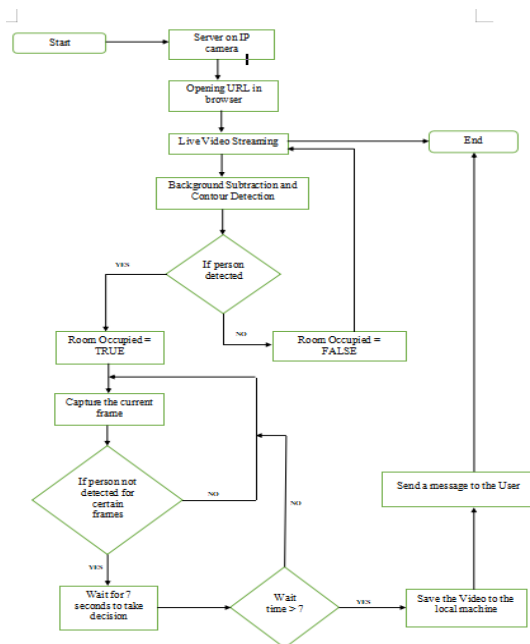 Start
Server on IP
camera
Opening URL in
browser
Live Video Streaming
End
Background Subtraction and
Contour Detection
If person
detected
YES
NO
Room Occupied =
TRUE
Room Occupied =
FALSE
Capture the current
frame
If person not
detected for
certain
frames
NO
NO
YES
Send a message to the User
Wait for 7
seconds to take
decision
Wait
time > 7
YES
Save the Video to the
local machine